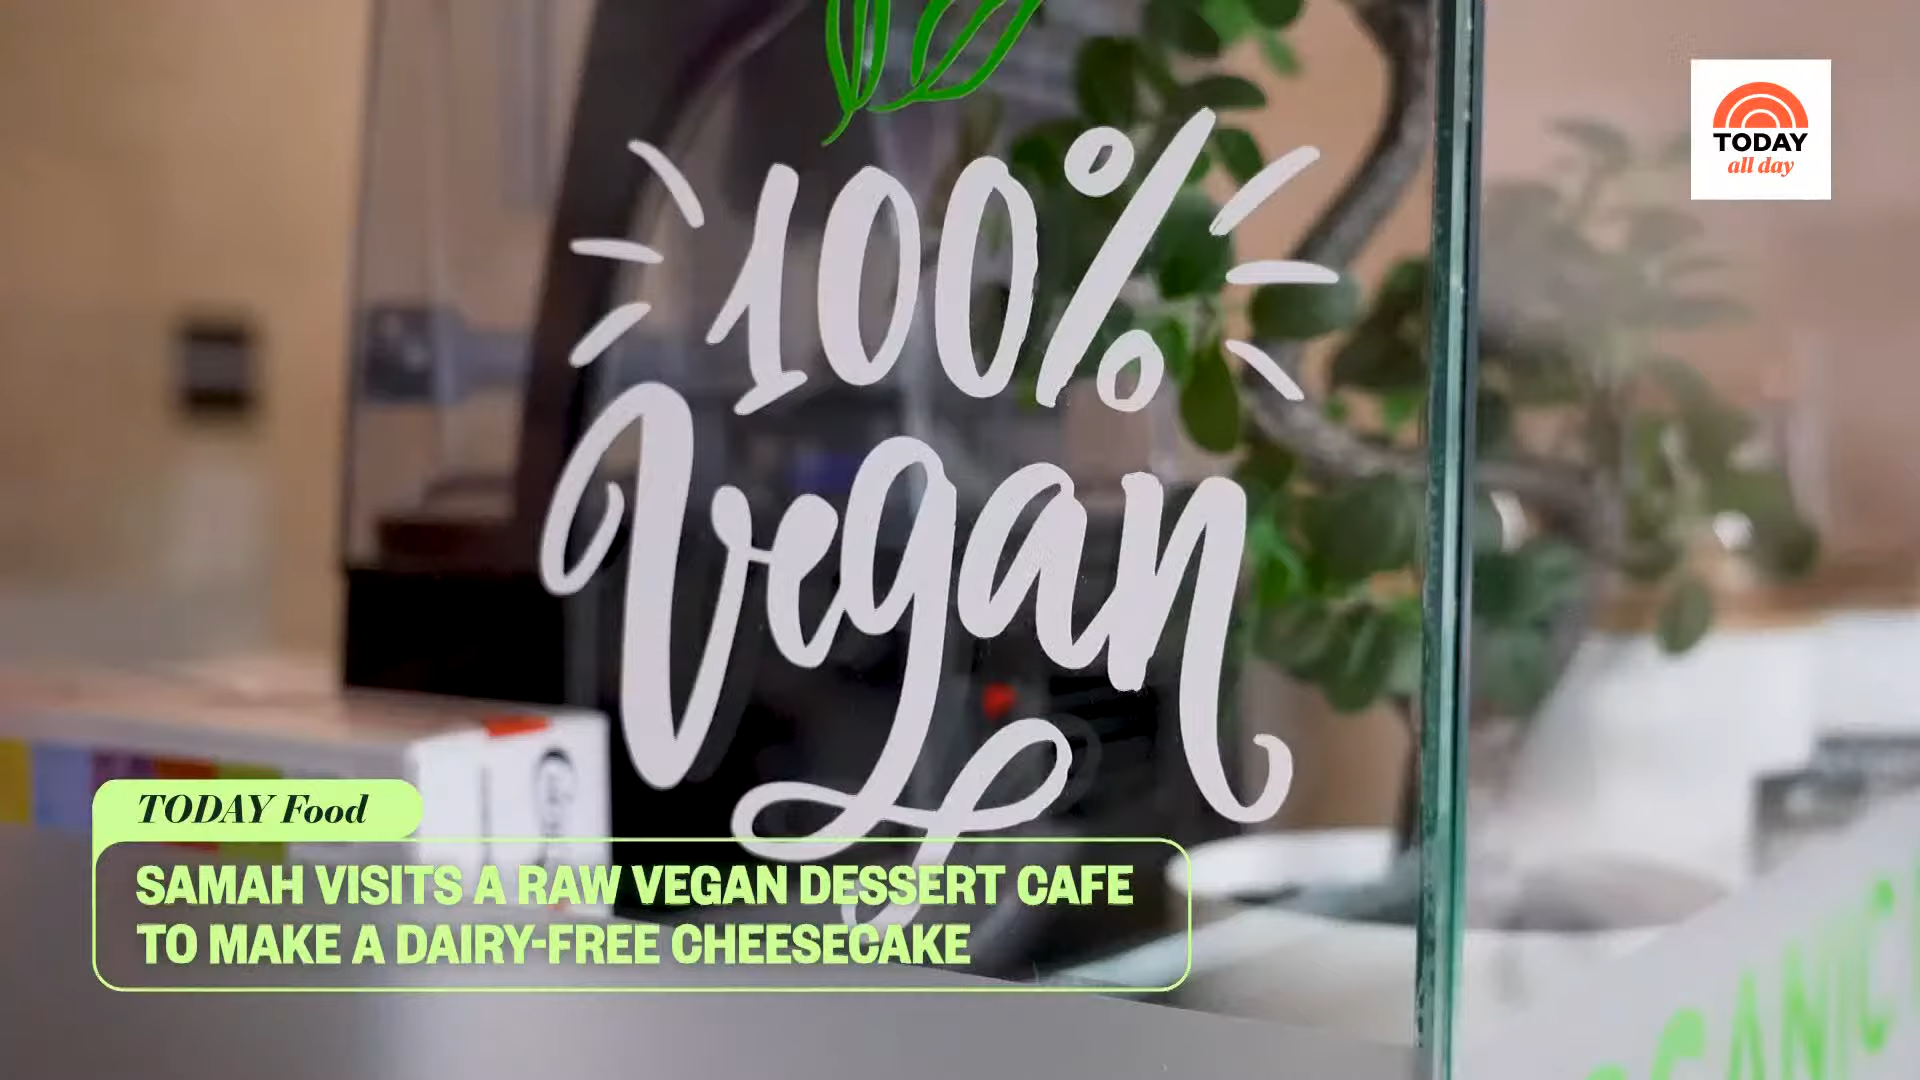 TODAY
all day
100%
Vegan
TODAY Food
SAMAH VISITS A RAW VEGAN DESSERT CAFE
TO MAKE A DAIRY-FREE CHEESECAKE